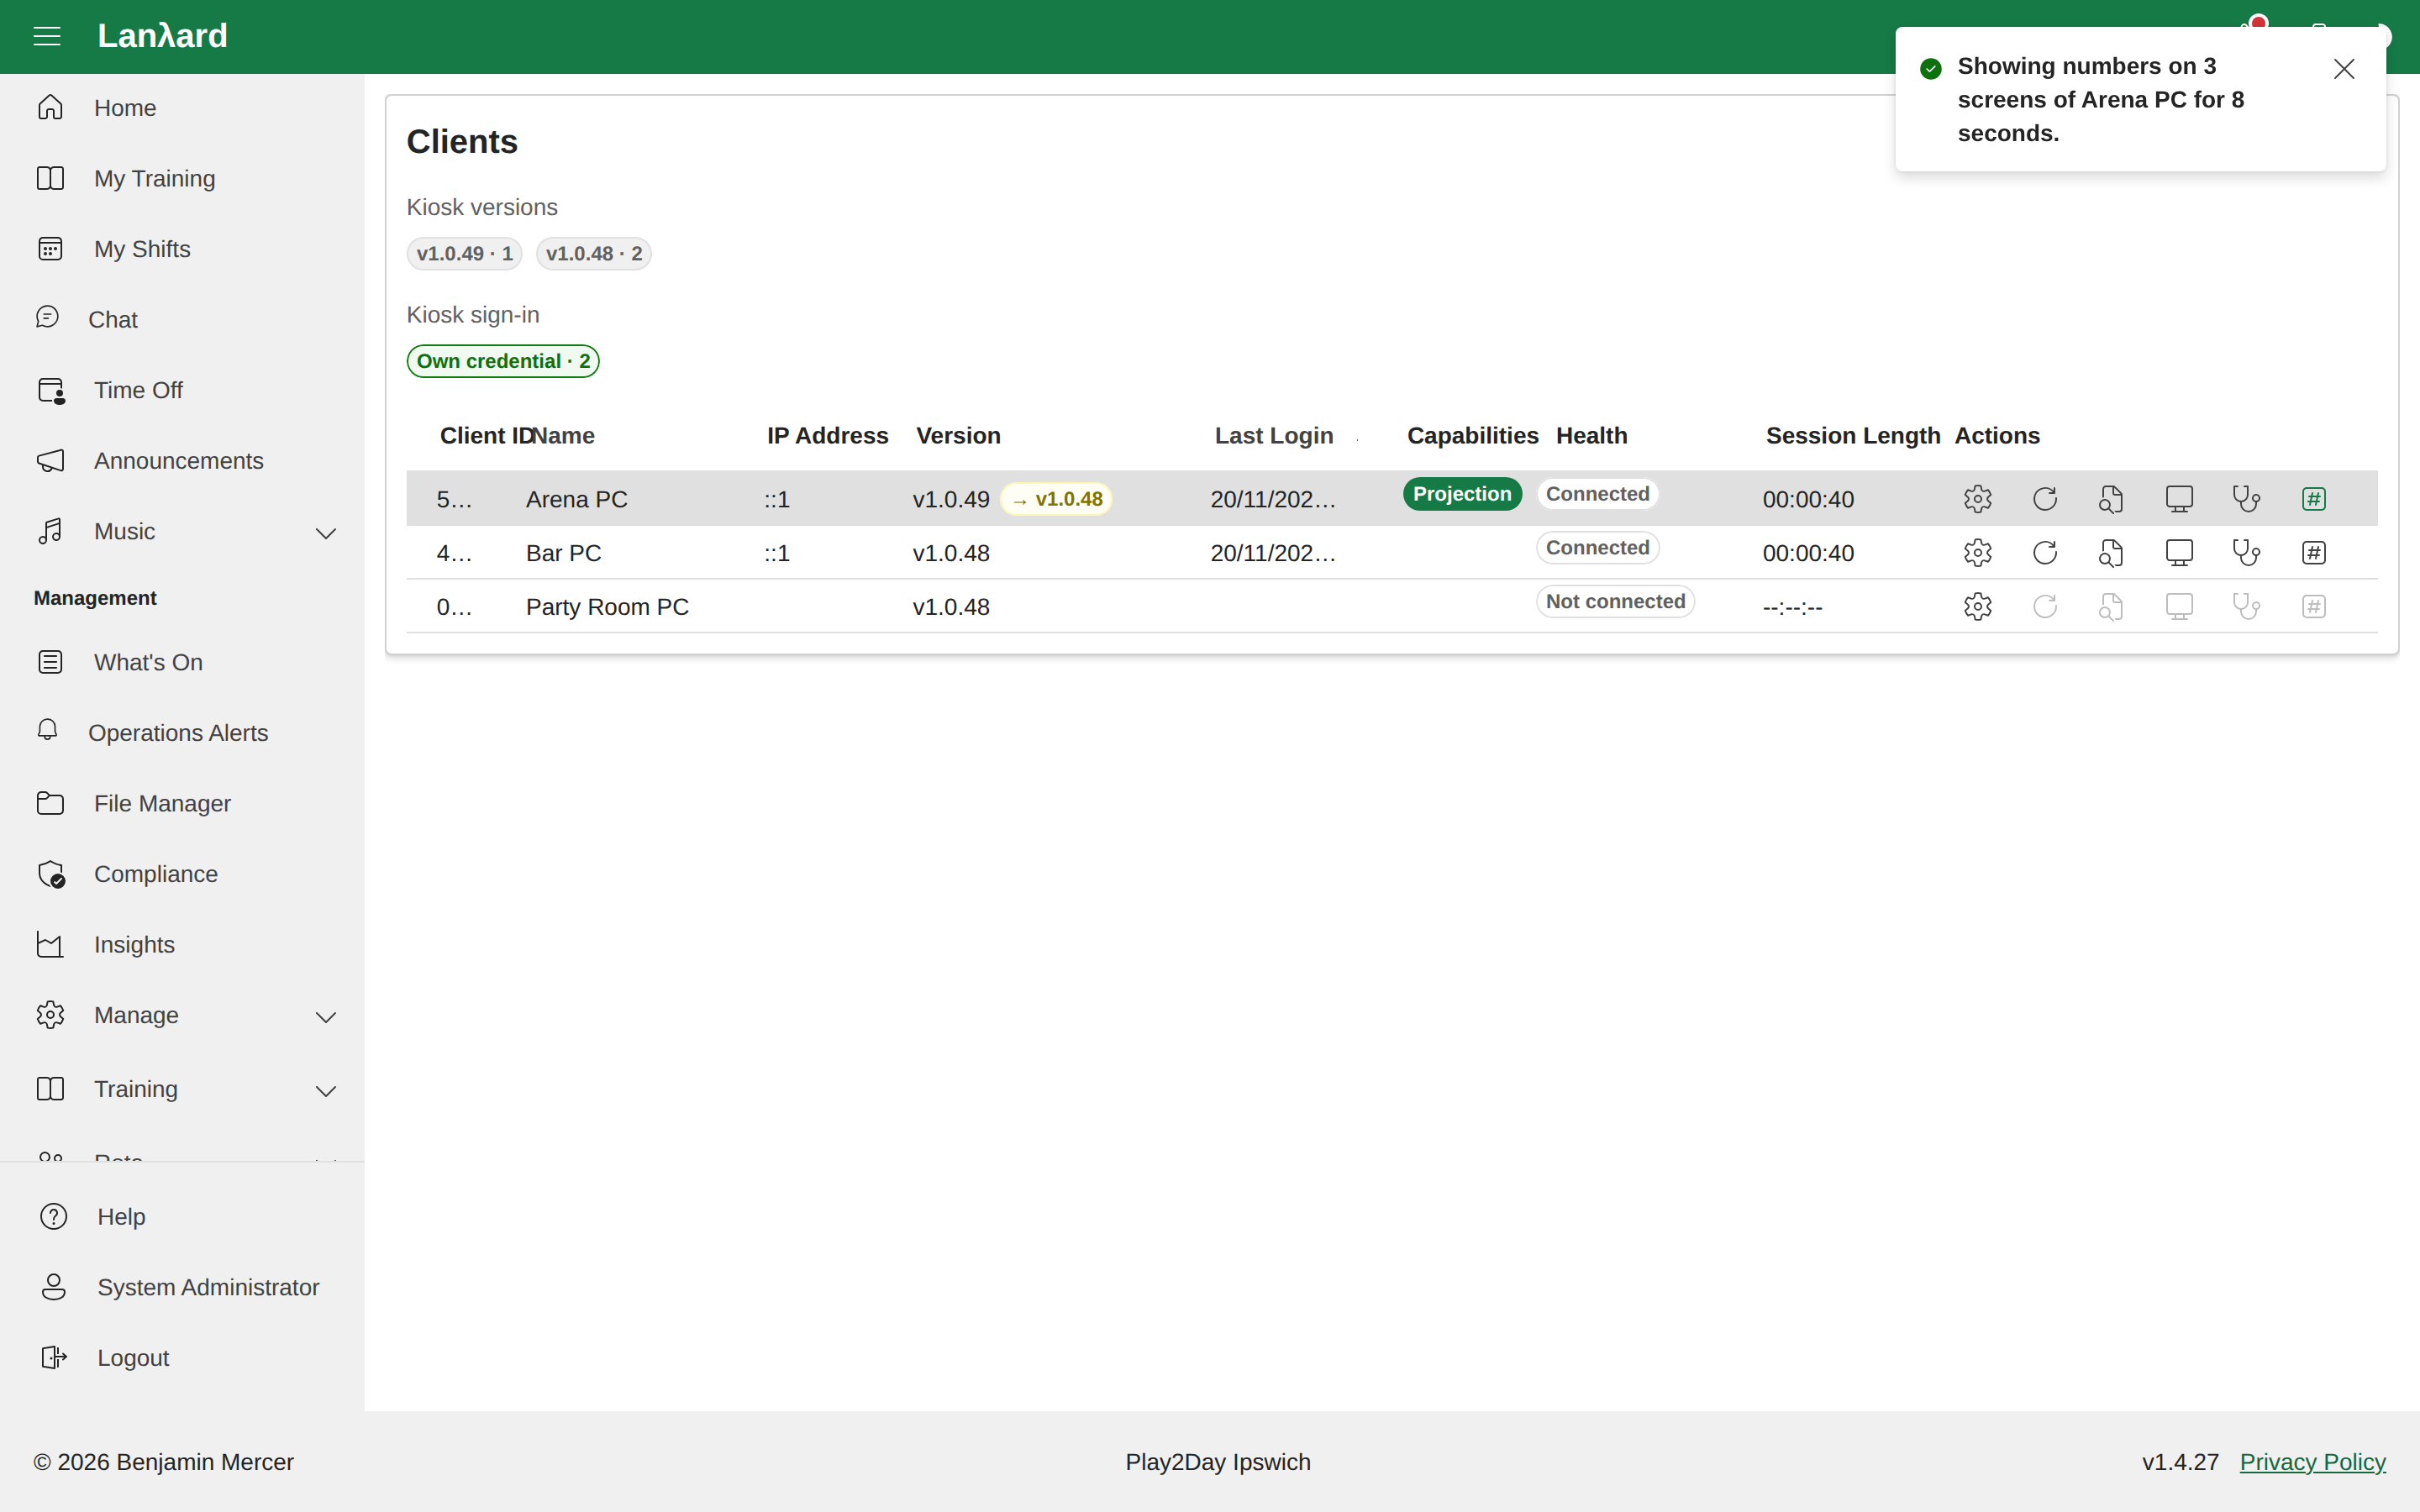 Lanλard
Showing numbers on 3
screens of Arena PC for 8
seconds.
Home
My Training
My Shifts
Chat
Time Off
Announcements
Music
Management
What's On
Operations Alerts
File Manager
Compliance
Insights
Manage
Training
Help
System Administrator
Logout
Clients
Kiosk versions
v1.0.49 · 1 v1.0.48 · 2
Kiosk sign-in
Own credential · 2
Client ID Name IP Address Version Last Login Capabilities Health Session Length Actions
5… Arena PC ::1 v1.0.49 → v1.0.48 20/11/202… Projection Connected 00:00:40
4… Bar PC ::1 v1.0.48 20/11/202… Connected 00:00:40
0… Party Room PC v1.0.48 Not connected --:--:--
© 2026 Benjamin Mercer Play2Day Ipswich v1.4.27 Privacy Policy